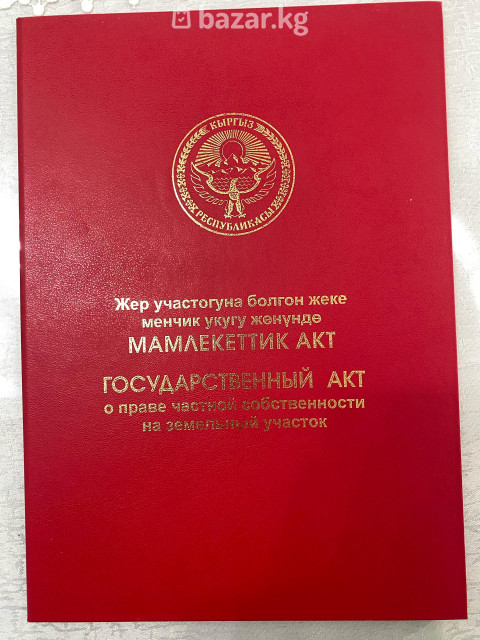 bazar.kg
КЫРГЫЗ
РЕСПУБЛИКАСЫ
Жер участогуна болгон жеке
менчик укугу жөнүндө
МАМЛЕКЕТТИК АКТ
ГОСУДАРСТВЕННЫЙ АКТ
о праве частной собственности
на земельный участок